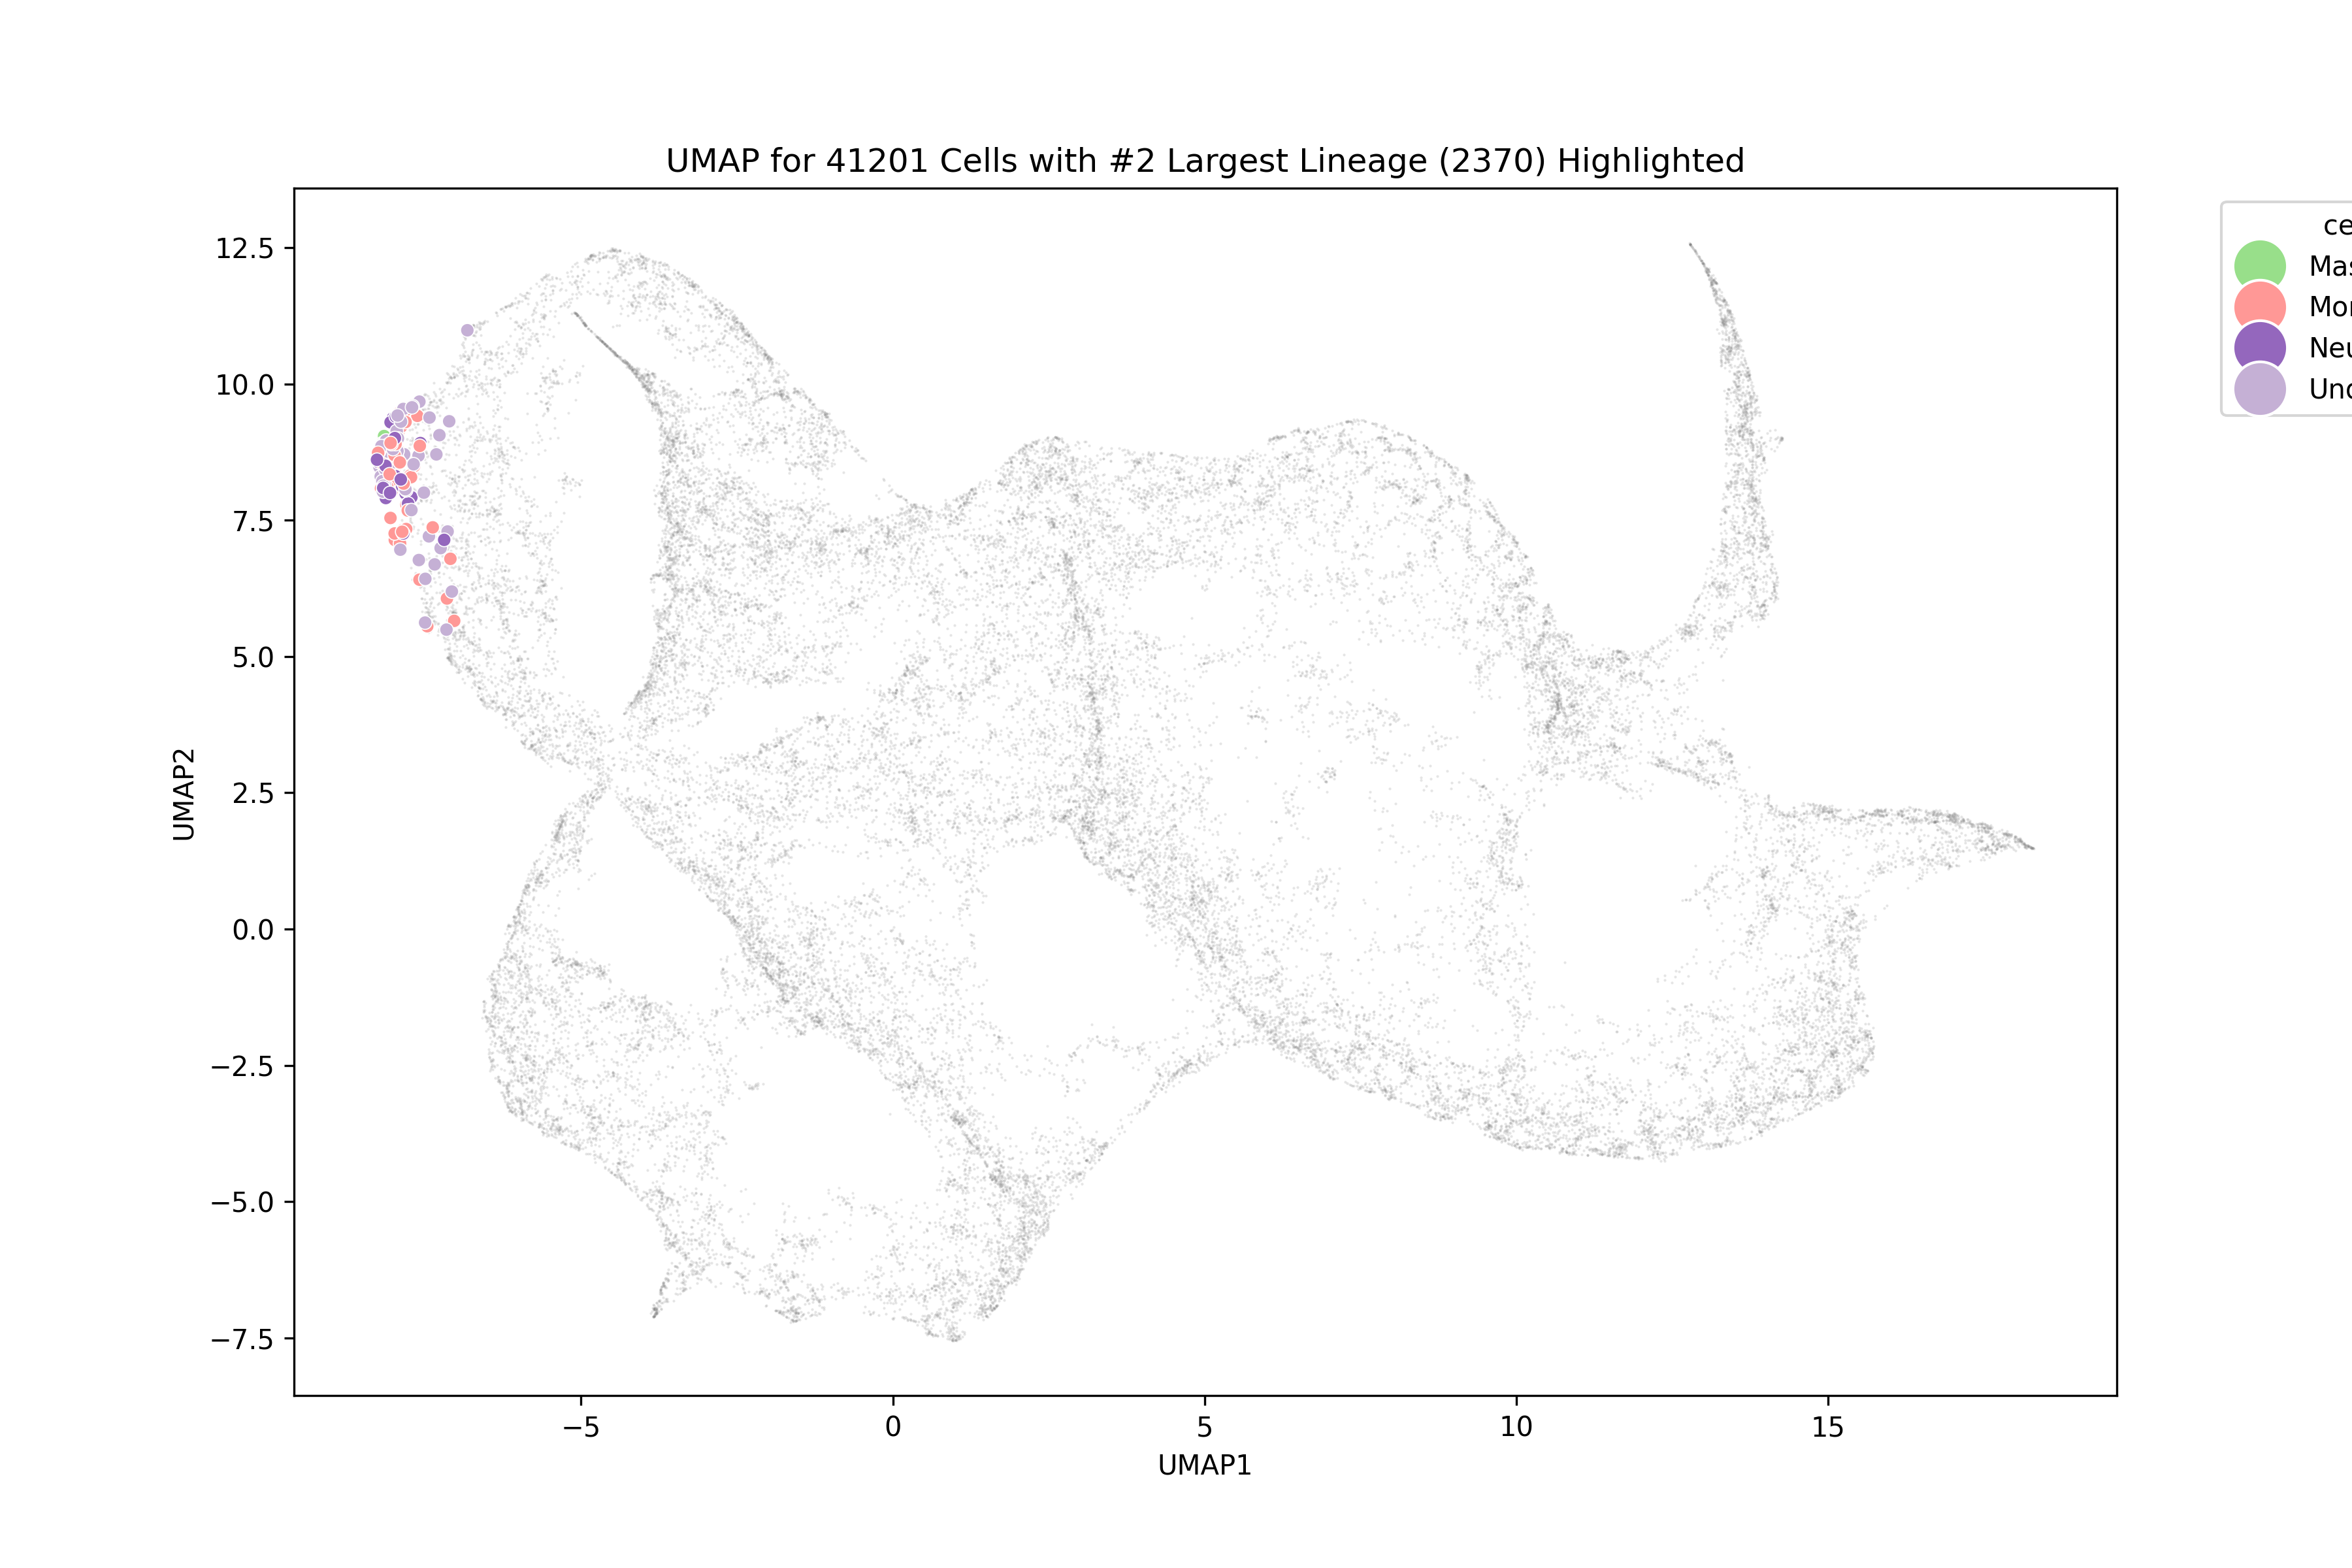 UMAP for 41201 Cells with #2 Largest Lineage (2370) Highlighted
12.5
10.0
7.5
5.0
2.5
0.0
−2.5
−5.0
−7.5
UMAP2
−5
0
5
10
15
UMAP1
ce
Mas
Mor
Neu
Und